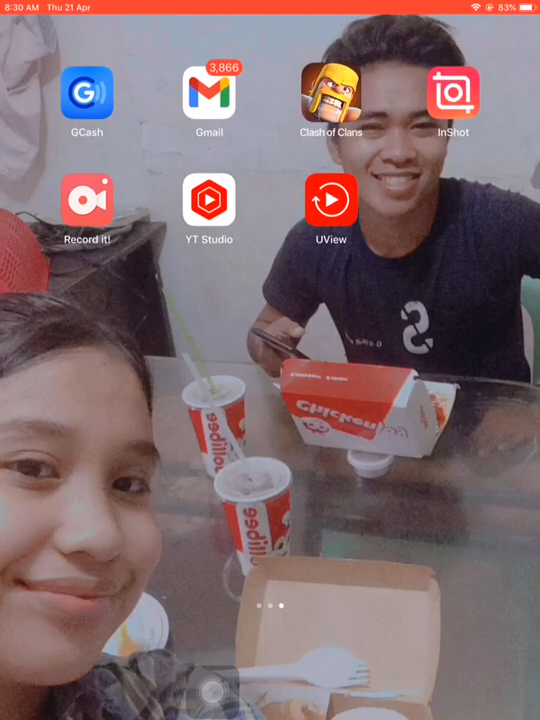 8:30 AM Thu 21 Apr 83%
3,866
GCash Gmail Clash of Clans InShot
Record it! YT Studio UView
Chickenjoy
Jollibee
Jollibee